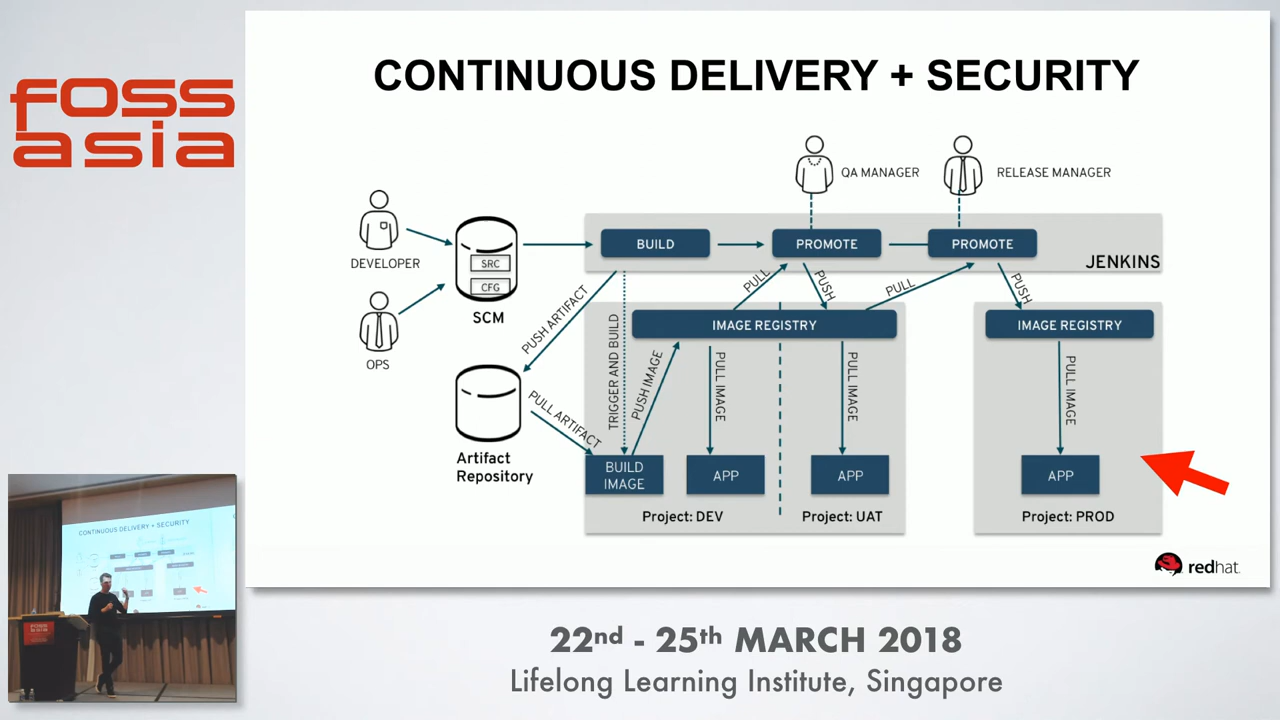 foss
asia
CONTINUOUS DELIVERY + SECURITY
QA MANAGER
RELEASE MANAGER
DEVELOPER
OPS
SRC
CFG
SCM
BUILD
PROMOTE
PROMOTE
JENKINS
PUSH ARTIFACT
TRIGGER AND BUILD
PULL
PUSH
PULL
PUSH
IMAGE REGISTRY
IMAGE REGISTRY
PULL ARTIFACT
PUSH IMAGE
PULL IMAGE
PULL IMAGE
PULL IMAGE
Artifact
Repository
BUILD
IMAGE
APP
APP
APP
Project: DEV
Project: UAT
Project: PROD
redhat.
CONTINUOUS DELIVERY + SECURITY
22nd - 25th MARCH 2018
Lifelong Learning Institute, Singapore